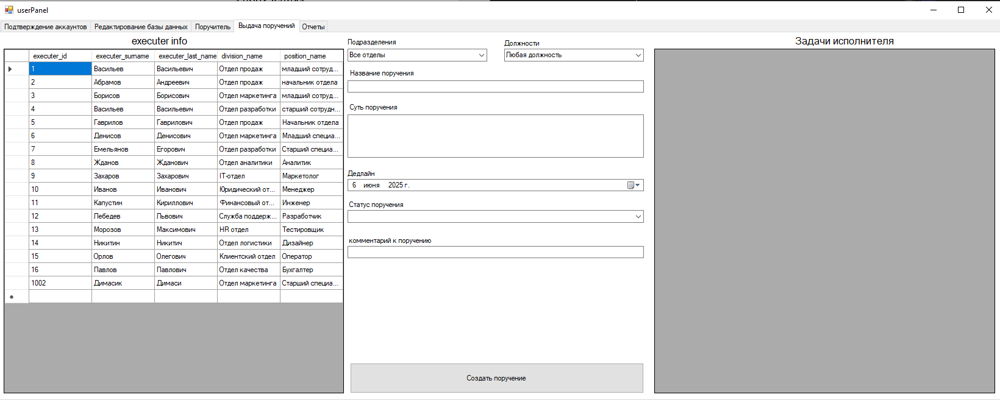 userPanel
Подтверждение аккаунтов Редактирование базы данных Поручитель Выдача поручений Отчеты
executer info
executer_id executer_surname executer_last_name division_name position_name
1 Васильев Васильевич Отдел продаж младший сотруд...
2 Абрамов Андреевич Отдел продаж начальник отдела
3 Борисов Борисович Отдел маркетинга младший сотруд...
4 Васильев Васильевич Отдел разработки старший сотрудн...
5 Гаврилов Гаврилович Отдел продаж Начальник отдела
6 Денисов Денисович Отдел маркетинга Младший специа...
7 Емельянов Егорович Отдел разработки Старший специа...
8 Жданов Жданович Отдел аналитики Аналитик
9 Захаров Захарович IT-отдел Маркетолог
10 Иванов Иванович Юридический от... Менеджер
11 Капустин Кириллович Финансовый от... Инженер
12 Лебедев Львович Служба поддерж... Разработчик
13 Морозов Максимович HR отдел Тестировщик
14 Никитин Никитич Отдел логистики Дизайнер
15 Орлов Олегович Клиентский отдел Оператор
16 Павлов Павлович Отдел качества Бухгалтер
1002 Димасик Димаси Отдел маркетинга Старший специа...
Подразделения Должности
Все отделы Любая должность
Название поручения
Суть поручения
Дедлайн
6 июня 2025 г.
Статус поручения
комментарий к поручению
Создать поручение
Задачи исполнителя